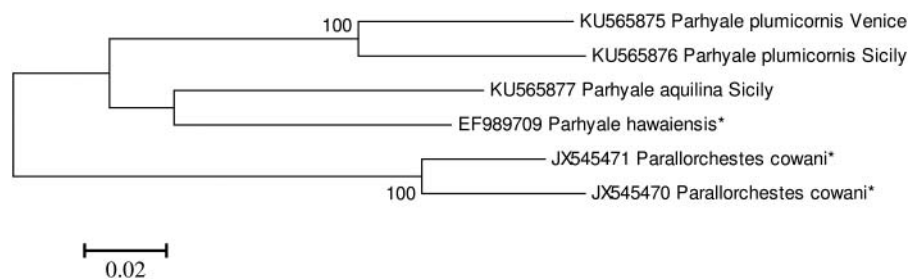 100
KU565875 Parhyale plumicornis Venice
KU565876 Parhyale plumicornis Sicily
KU565877 Parhyale aquilina Sicily
EF989709 Parhyale hawaiensis*
JX545471 Parallorchestes cowani*
100
JX545470 Parallorchestes cowani*
0.02